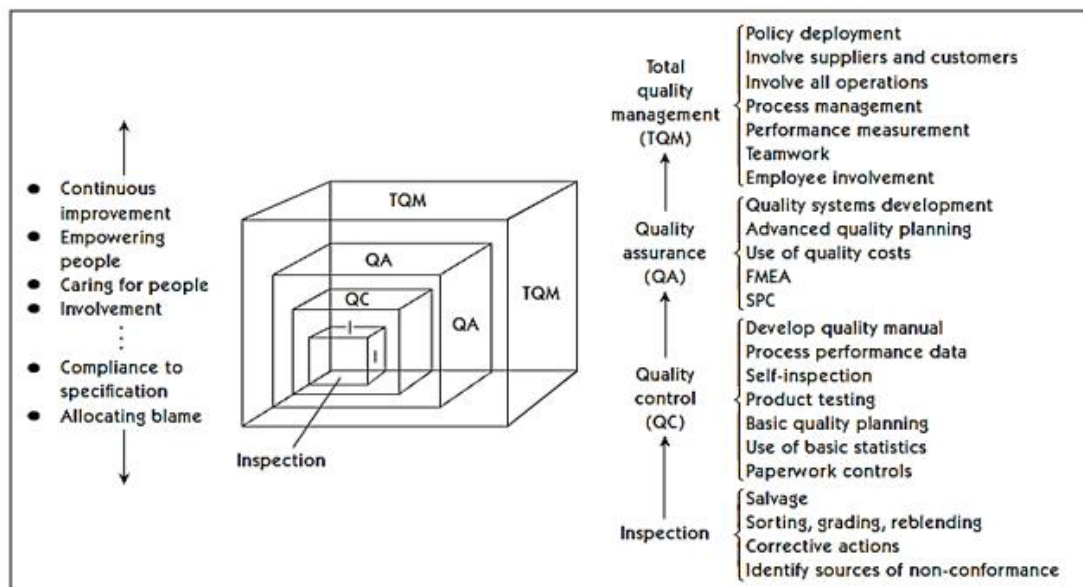 ● Continuous
improvement
● Empowering
people
● Caring for people
● Involvement
● Compliance to
specification
● Allocating blame
TQM
QA
QC
I
I
QA
TQM
Inspection
Total
quality
management
(TQM)
Policy deployment
Involve suppliers and customers
Involve all operations
Process management
Performance measurement
Teamwork
Employee involvement
Quality
assurance
(QA)
Quality systems development
Advanced quality planning
Use of quality costs
FMEA
SPC
Quality
control
(QC)
Develop quality manual
Process performance data
Self-inspection
Product testing
Basic quality planning
Use of basic statistics
Paperwork controls
Inspection
Salvage
Sorting, grading, reblending
Corrective actions
Identify sources of non-conformance